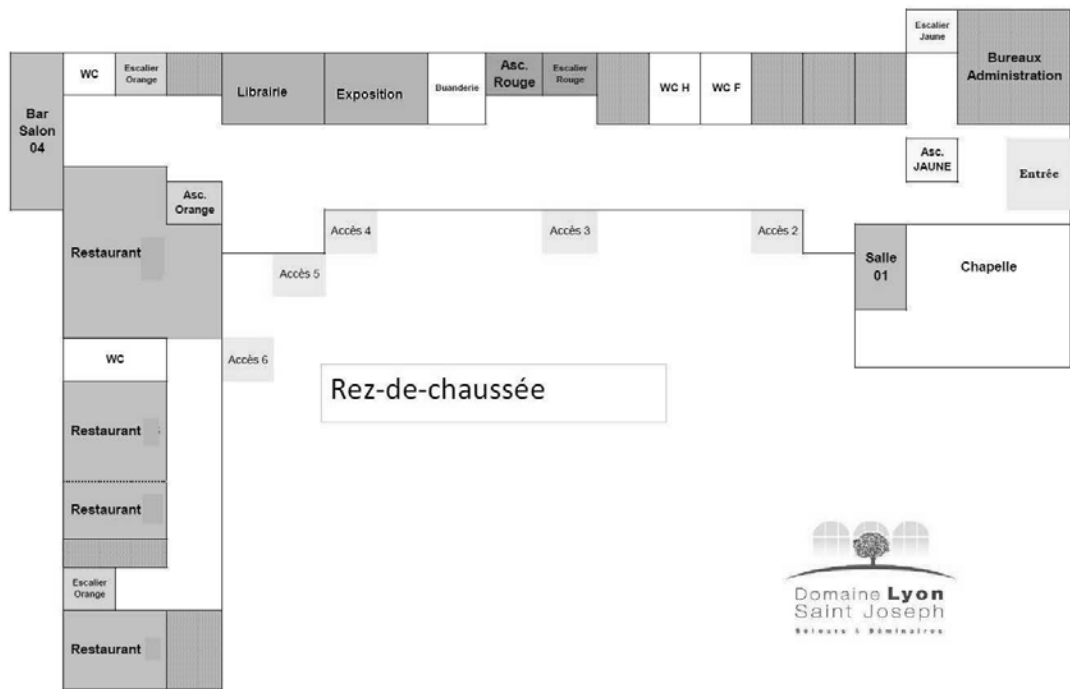 Escalier
Jaune
Bureaux
Administration
WC
Escalier
Orange
Librairie
Exposition
Buanderie
Asc.
Rouge
Escalier
Rouge
WC H
WC F
Bar
Salon
04
Asc.
JAUNE
Entrée
Asc.
Orange
Restaurant
Accès 4
Accès 3
Accès 2
Accès 5
Salle
01
Chapelle
WC
Accès 6
Rez-de-chaussée
Restaurant
Restaurant
Escalier
Orange
Restaurant
Domaine Lyon
Saint Joseph
Séjours & Séminaires